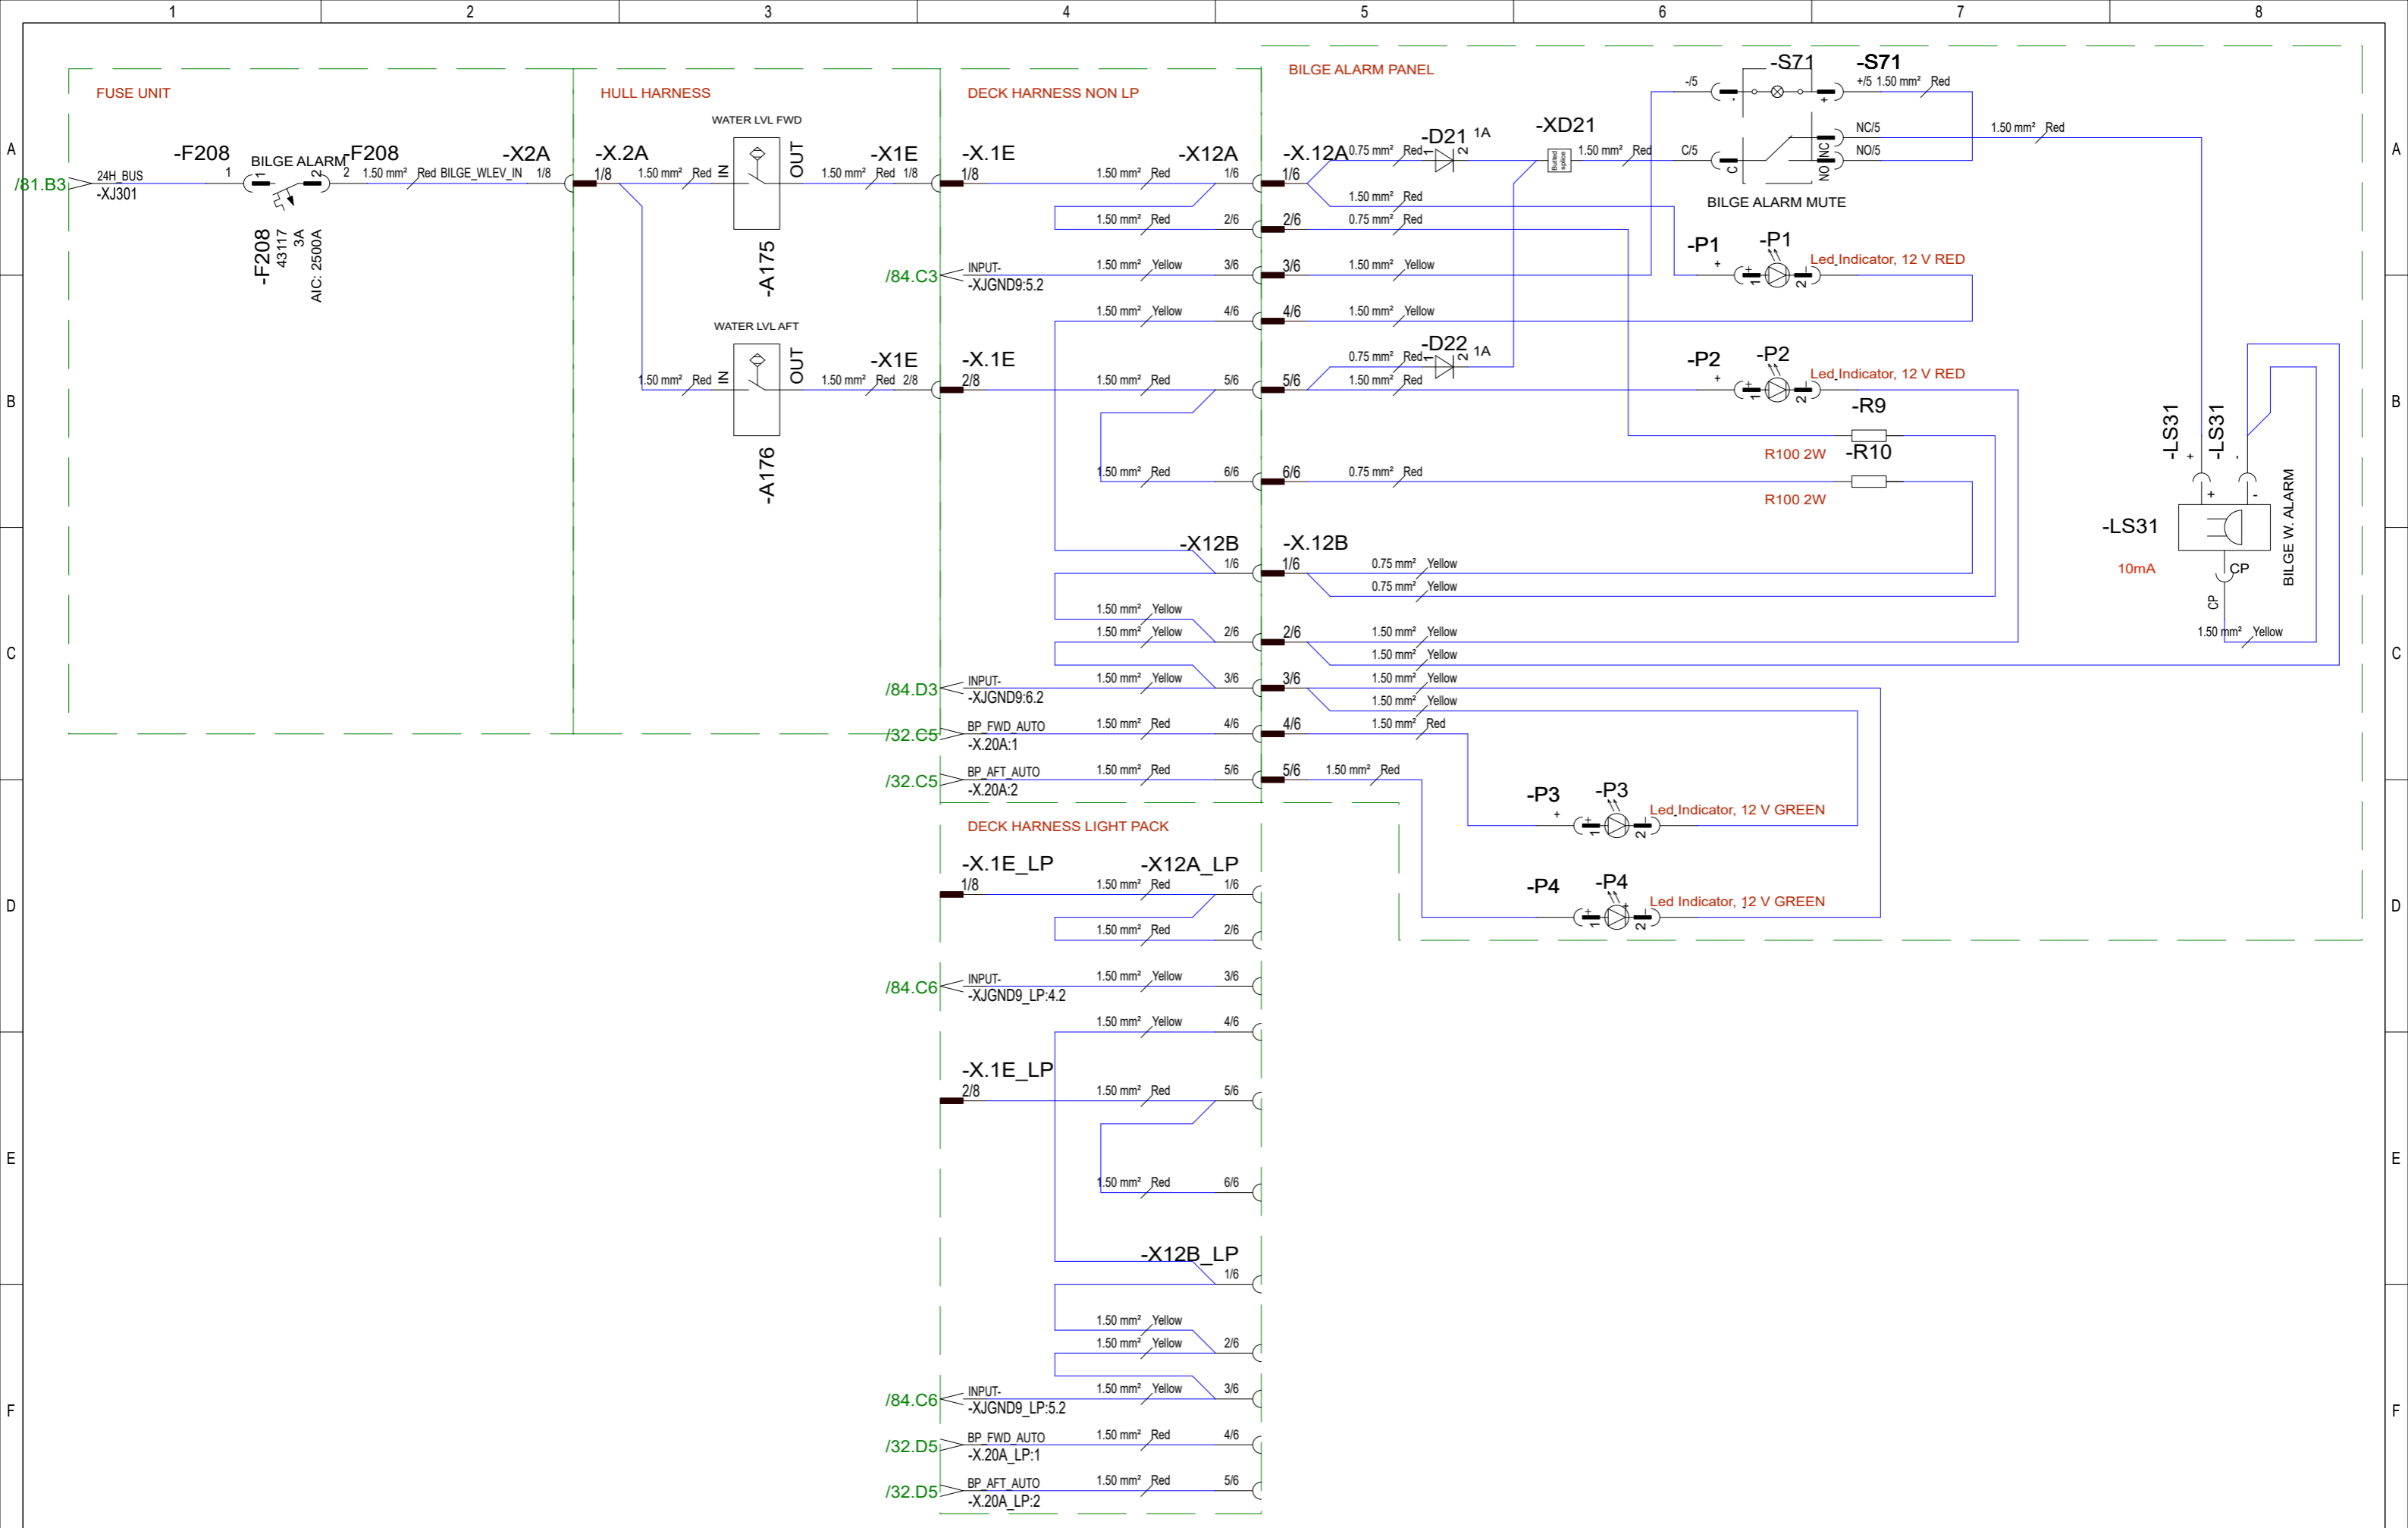 1 2 3 4 5 6 7 8
A A
B B
C C
D D
E E
F F
FUSE UNIT
/81.B3
24H_BUS
-XJ301
-F208
1
BILGE ALARM
1 2
-F208
2
1.50 mm² Red BILGE_WLEV_IN 1/8
-X2A
-F208
43117
3A
AIC: 2500A
HULL HARNESS
-X.2A
1/8
1.50 mm² Red
WATER LVL FWD
IN OUT
-A175
1.50 mm² Red 1/8
-X1E
WATER LVL AFT
1.50 mm² Red IN OUT
-A176
1.50 mm² Red 2/8
-X1E
DECK HARNESS NON LP
-X.1E
1/8
1.50 mm² Red 1/6
-X12A
1.50 mm² Red 2/6
/84.C3
INPUT-
-XJGND9:5.2
1.50 mm² Yellow 3/6
1.50 mm² Yellow 4/6
-X.1E
2/8
1.50 mm² Red 5/6
1.50 mm² Red 6/6
-X12B
1/6
1.50 mm² Yellow
1.50 mm² Yellow 2/6
/84.D3
INPUT-
-XJGND9:6.2
1.50 mm² Yellow 3/6
/32.C5
BP_FWD_AUTO
-X.20A:1
1.50 mm² Red 4/6
/32.C5
BP_AFT_AUTO
-X.20A:2
1.50 mm² Red 5/6
BILGE ALARM PANEL
-X.12A
1/6
0.75 mm² Red
-D21
1A
2
-XD21
Butted
splice
1.50 mm² Red
1.50 mm² Red
2/6
0.75 mm² Red
3/6
1.50 mm² Yellow
4/6
1.50 mm² Yellow
0.75 mm² Red
-D22
1 2
1A
5/6
1.50 mm² Red
6/6
0.75 mm² Red
-S71
-S71
-/5
- +
+/5 1.50 mm² Red
C/5
C NC NO
NC/5
NO/5
1.50 mm² Red
BILGE ALARM MUTE
-P1
+
-P1
+
1 2
-
Led Indicator, 12 V RED
-P2
+
-P2
+
1 2
-
Led Indicator, 12 V RED
-R9
R100 2W
-R10
R100 2W
-LS31
+
-LS31
-
+ -
-LS31
10mA
BILGE W. ALARM
CP
CP
1.50 mm² Yellow
-X.12B
1/6
0.75 mm² Yellow
0.75 mm² Yellow
2/6
1.50 mm² Yellow
1.50 mm² Yellow
3/6
1.50 mm² Yellow
1.50 mm² Yellow
4/6
1.50 mm² Red
5/6
1.50 mm² Red
-P3
+
-P3
+
1 2
-
Led Indicator, 12 V GREEN
-P4
-P4
+
+
1 2
-
Led Indicator, 12 V GREEN
DECK HARNESS LIGHT PACK
-X.1E_LP
1/8
1.50 mm² Red 1/6
-X12A_LP
1.50 mm² Red 2/6
/84.C6
INPUT-
-XJGND9_LP:4.2
1.50 mm² Yellow 3/6
1.50 mm² Yellow 4/6
-X.1E_LP
2/8
1.50 mm² Red 5/6
1.50 mm² Red 6/6
-X12B_LP
1/6
1.50 mm² Yellow
1.50 mm² Yellow 2/6
/84.C6
INPUT-
-XJGND9_LP:5.2
1.50 mm² Yellow 3/6
/32.D5
BP_FWD_AUTO
-X.20A_LP:1
1.50 mm² Red 4/6
/32.D5
BP_AFT_AUTO
-X.20A_LP:2
1.50 mm² Red 5/6